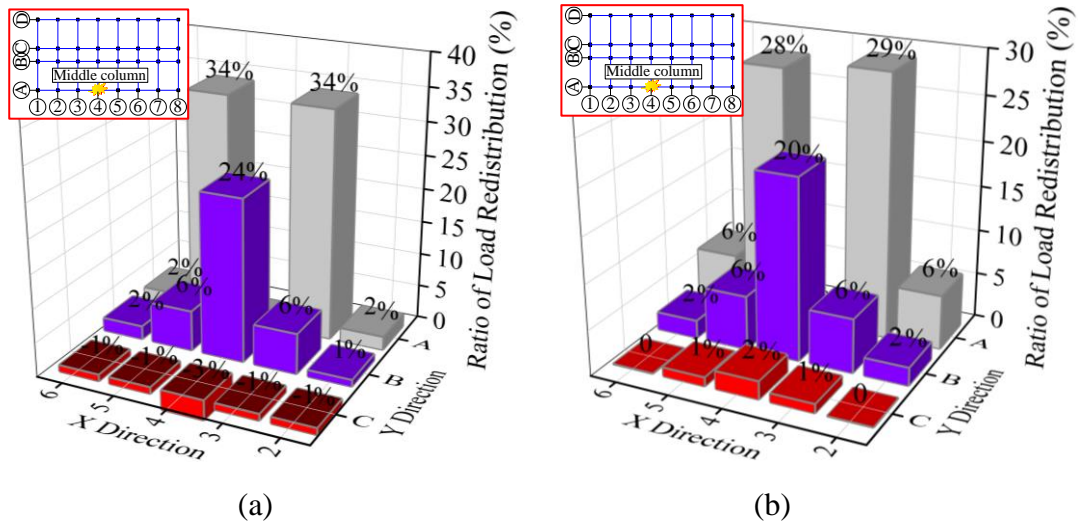 D
C
B
A
Middle column
1 2 3 4 5 6 7 8
34% 34%
24%
2%
2% 6% 6% 1% 2%
-1% -1% -3% -1% -1%
0
5
10
15
20
25
30
35
40
Ratio of Load Redistribution (%)
A
B
C
Y Direction
6 5 4 3 2
X Direction
(a)
D
C
B
A
Middle column
1 2 3 4 5 6 7 8
28% 29%
20%
6% 6%
2% 6% 6% 2%
0 1% 2% 1% 0
0
5
10
15
20
25
30
Ratio of Load Redistribution (%)
A
B
C
Y Direction
6 5 4 3 2
X Direction
(b)